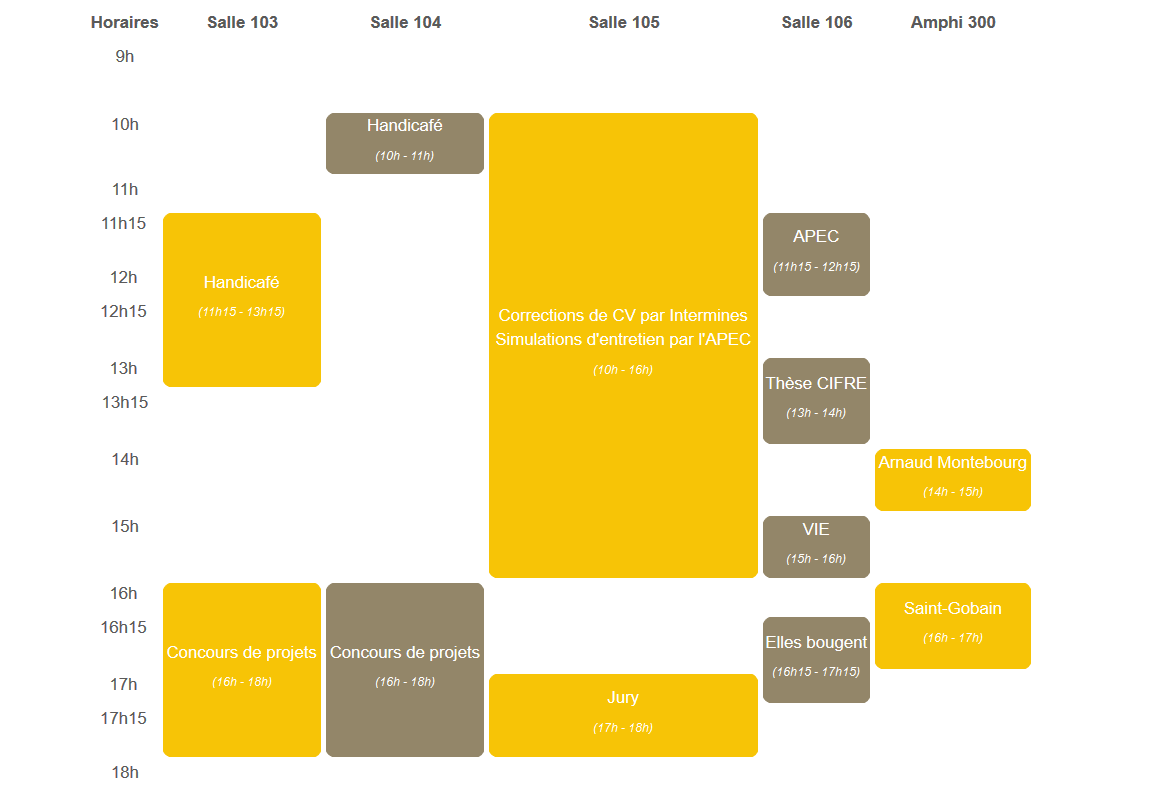 Horaires Salle 103 Salle 104 Salle 105 Salle 106 Amphi 300
9h
10h
Handicafé
(10h - 11h)
11h
11h15
APEC
(11h15 - 12h15)
12h
Handicafé
(11h15 - 13h15)
12h15
Corrections de CV par Intermines
Simulations d'entretien par l'APEC
(10h - 16h)
13h
Thèse CIFRE
(13h - 14h)
13h15
14h
Arnaud Montebourg
(14h - 15h)
15h
VIE
(15h - 16h)
16h
Saint-Gobain
(16h - 17h)
16h15
Elles bougent
(16h15 - 17h15)
Concours de projets
(16h - 18h)
Concours de projets
(16h - 18h)
17h
Jury
(17h - 18h)
17h15
18h